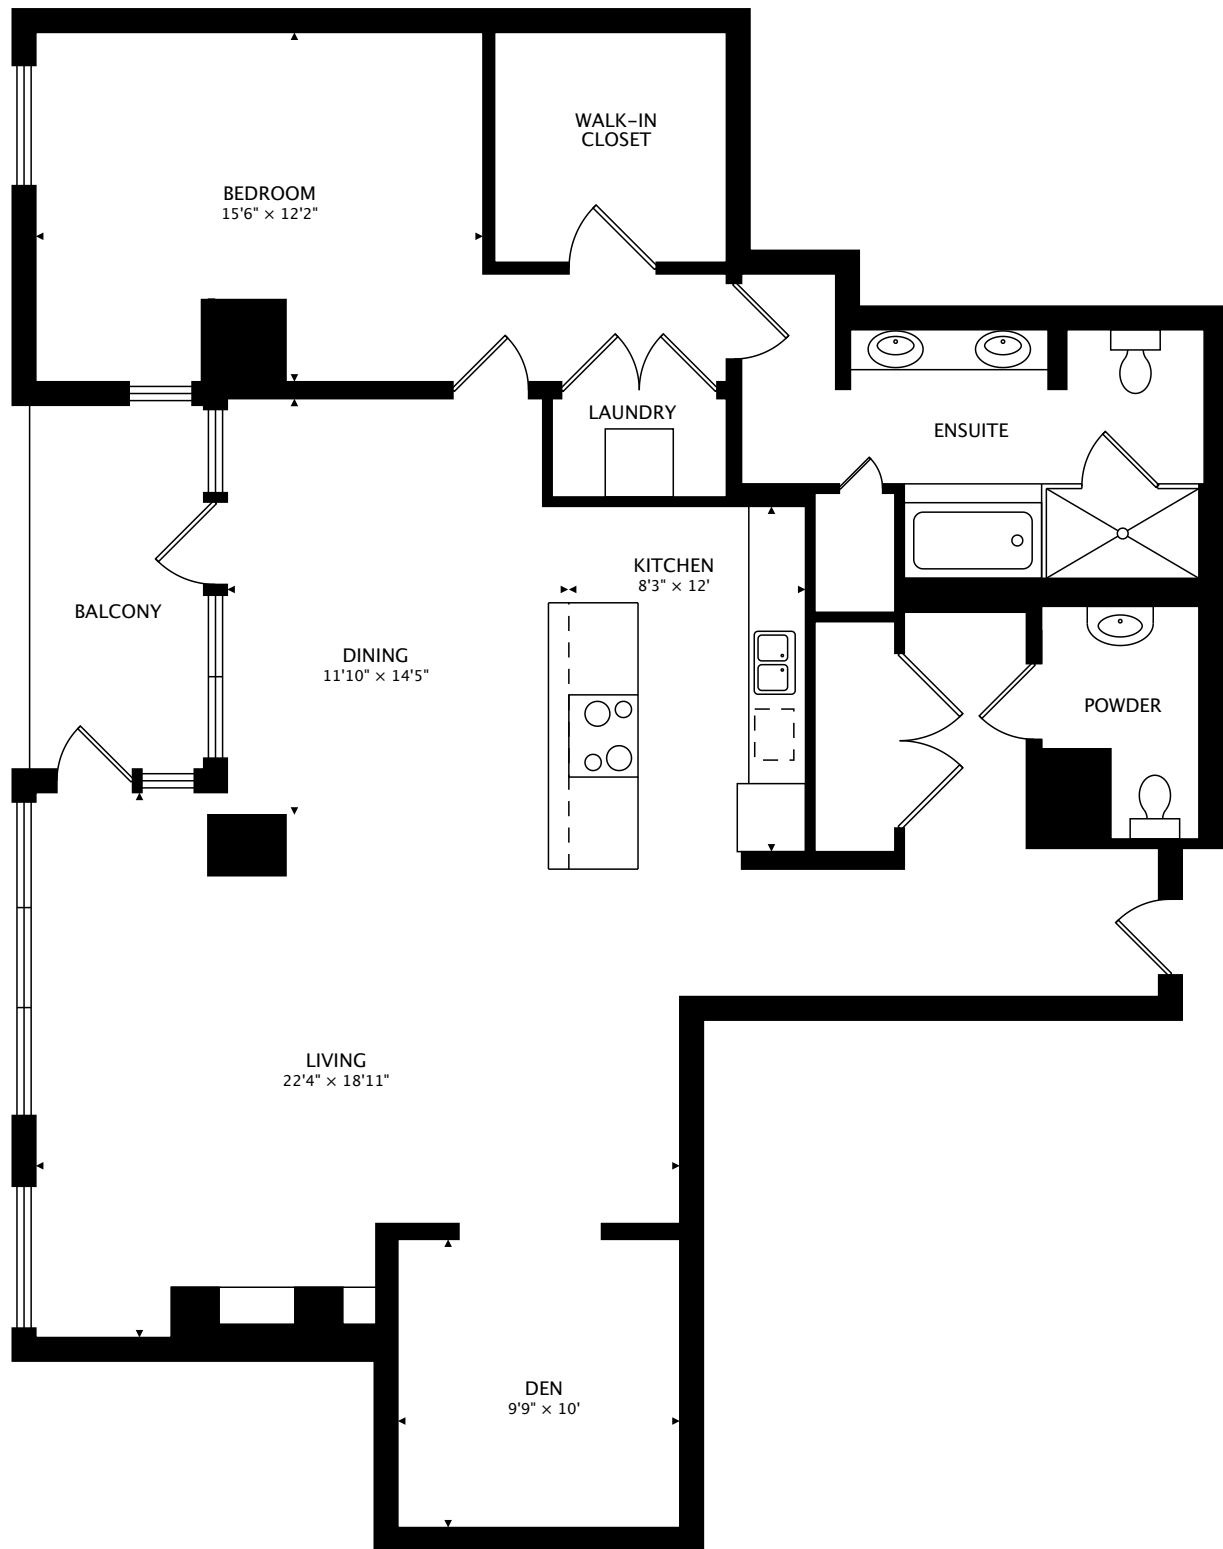 WALK-IN
CLOSET
BEDROOM
15'6" × 12'2"
LAUNDRY
ENSUITE
KITCHEN
8'3" × 12'
BALCONY
DINING
11'10" × 14'5"
POWDER
LIVING
22'4" × 18'11"
DEN
9'9" × 10'